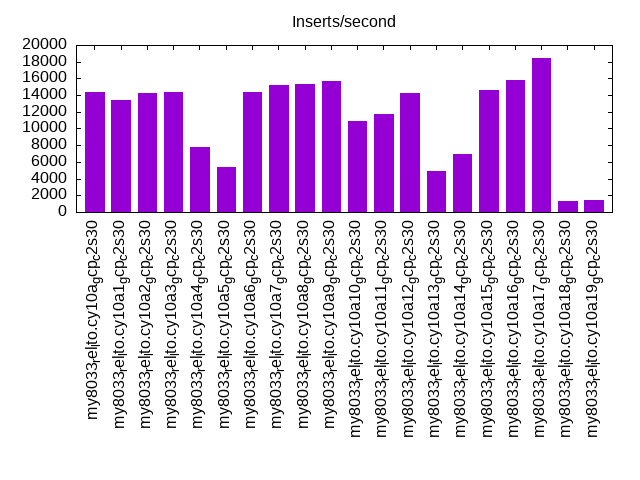 Inserts/second
20000
18000
16000
14000
12000
10000
8000
6000
4000
2000
0
my8033_rel_lto.cy10a_gcp_c2s30
my8033_rel_lto.cy10a1_gcp_c2s30
my8033_rel_lto.cy10a2_gcp_c2s30
my8033_rel_lto.cy10a3_gcp_c2s30
my8033_rel_lto.cy10a4_gcp_c2s30
my8033_rel_lto.cy10a5_gcp_c2s30
my8033_rel_lto.cy10a6_gcp_c2s30
my8033_rel_lto.cy10a7_gcp_c2s30
my8033_rel_lto.cy10a8_gcp_c2s30
my8033_rel_lto.cy10a9_gcp_c2s30
my8033_rel_lto.cy10a10_gcp_c2s30
my8033_rel_lto.cy10a11_gcp_c2s30
my8033_rel_lto.cy10a12_gcp_c2s30
my8033_rel_lto.cy10a13_gcp_c2s30
my8033_rel_lto.cy10a14_gcp_c2s30
my8033_rel_lto.cy10a15_gcp_c2s30
my8033_rel_lto.cy10a16_gcp_c2s30
my8033_rel_lto.cy10a17_gcp_c2s30
my8033_rel_lto.cy10a18_gcp_c2s30
my8033_rel_lto.cy10a19_gcp_c2s30